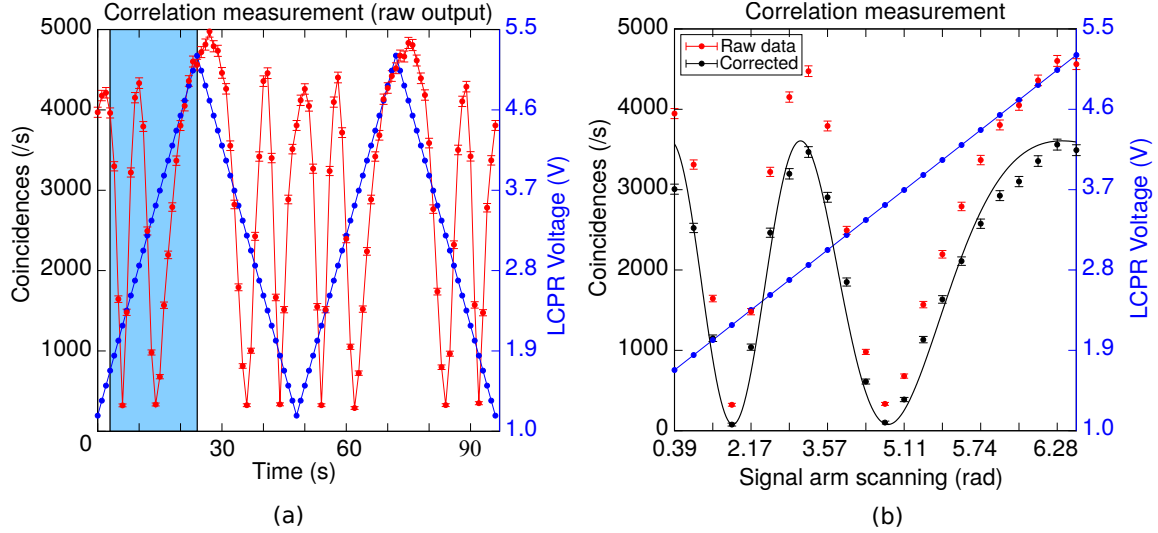 Correlation measurement (raw output)
5000
4000
3000
2000
1000
0
Coincidences (/s)
5.5
4.6
3.7
2.8
1.9
1.0
LCPR Voltage (V)
0 30 60 90
Time (s)
(a)
Correlation measurement
Raw data
Corrected
5000
4000
3000
2000
1000
0
Coincidences (/s)
5.5
4.6
3.7
2.8
1.9
1.0
LCPR Voltage (V)
0.39 2.17 3.57 5.11 5.74 6.28
Signal arm scanning (rad)
(b)